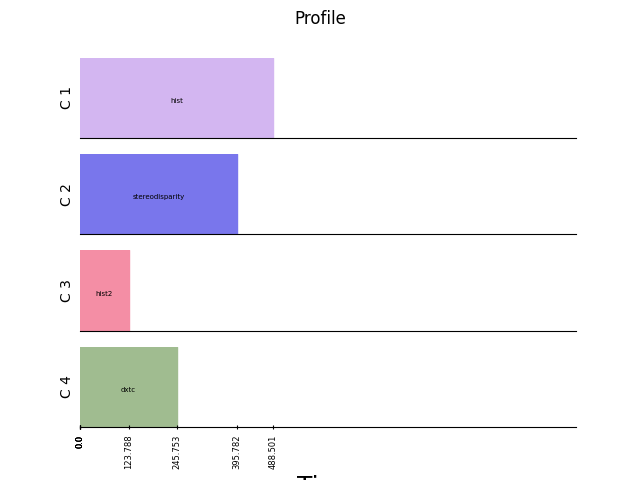 Profile
C 1
hist
C 2
stereodisparity
C 3
hist2
C 4
dxtc
0.0
123.788
245.753
395.782
488.501